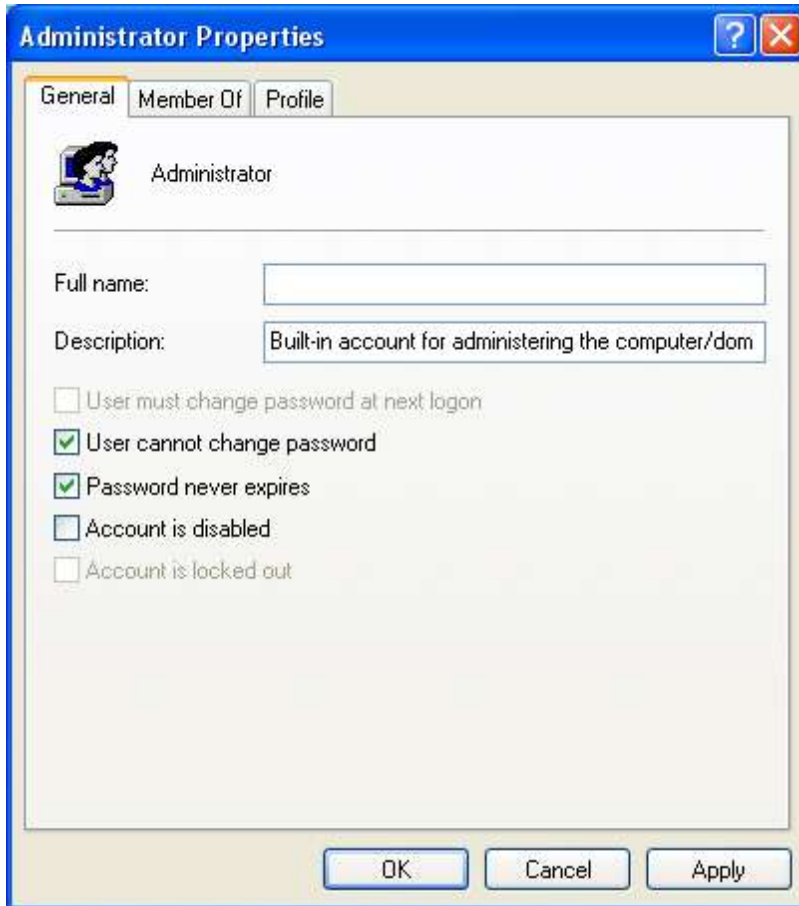 Administrator Properties
?
General Member Of Profile
Administrator
Full name:
Description: Built-in account for administering the computer/dom
User must change password at next logon
User cannot change password
Password never expires
Account is disabled
Account is locked out
OK Cancel Apply